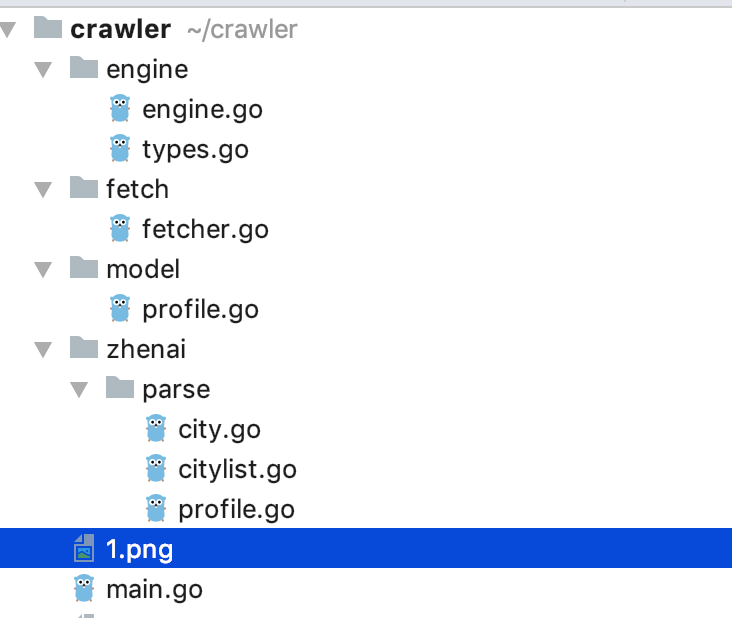 crawler ~/crawler
engine
engine.go
types.go
fetch
fetcher.go
model
profile.go
zhenai
parse
city.go
citylist.go
profile.go
1.png
main.go